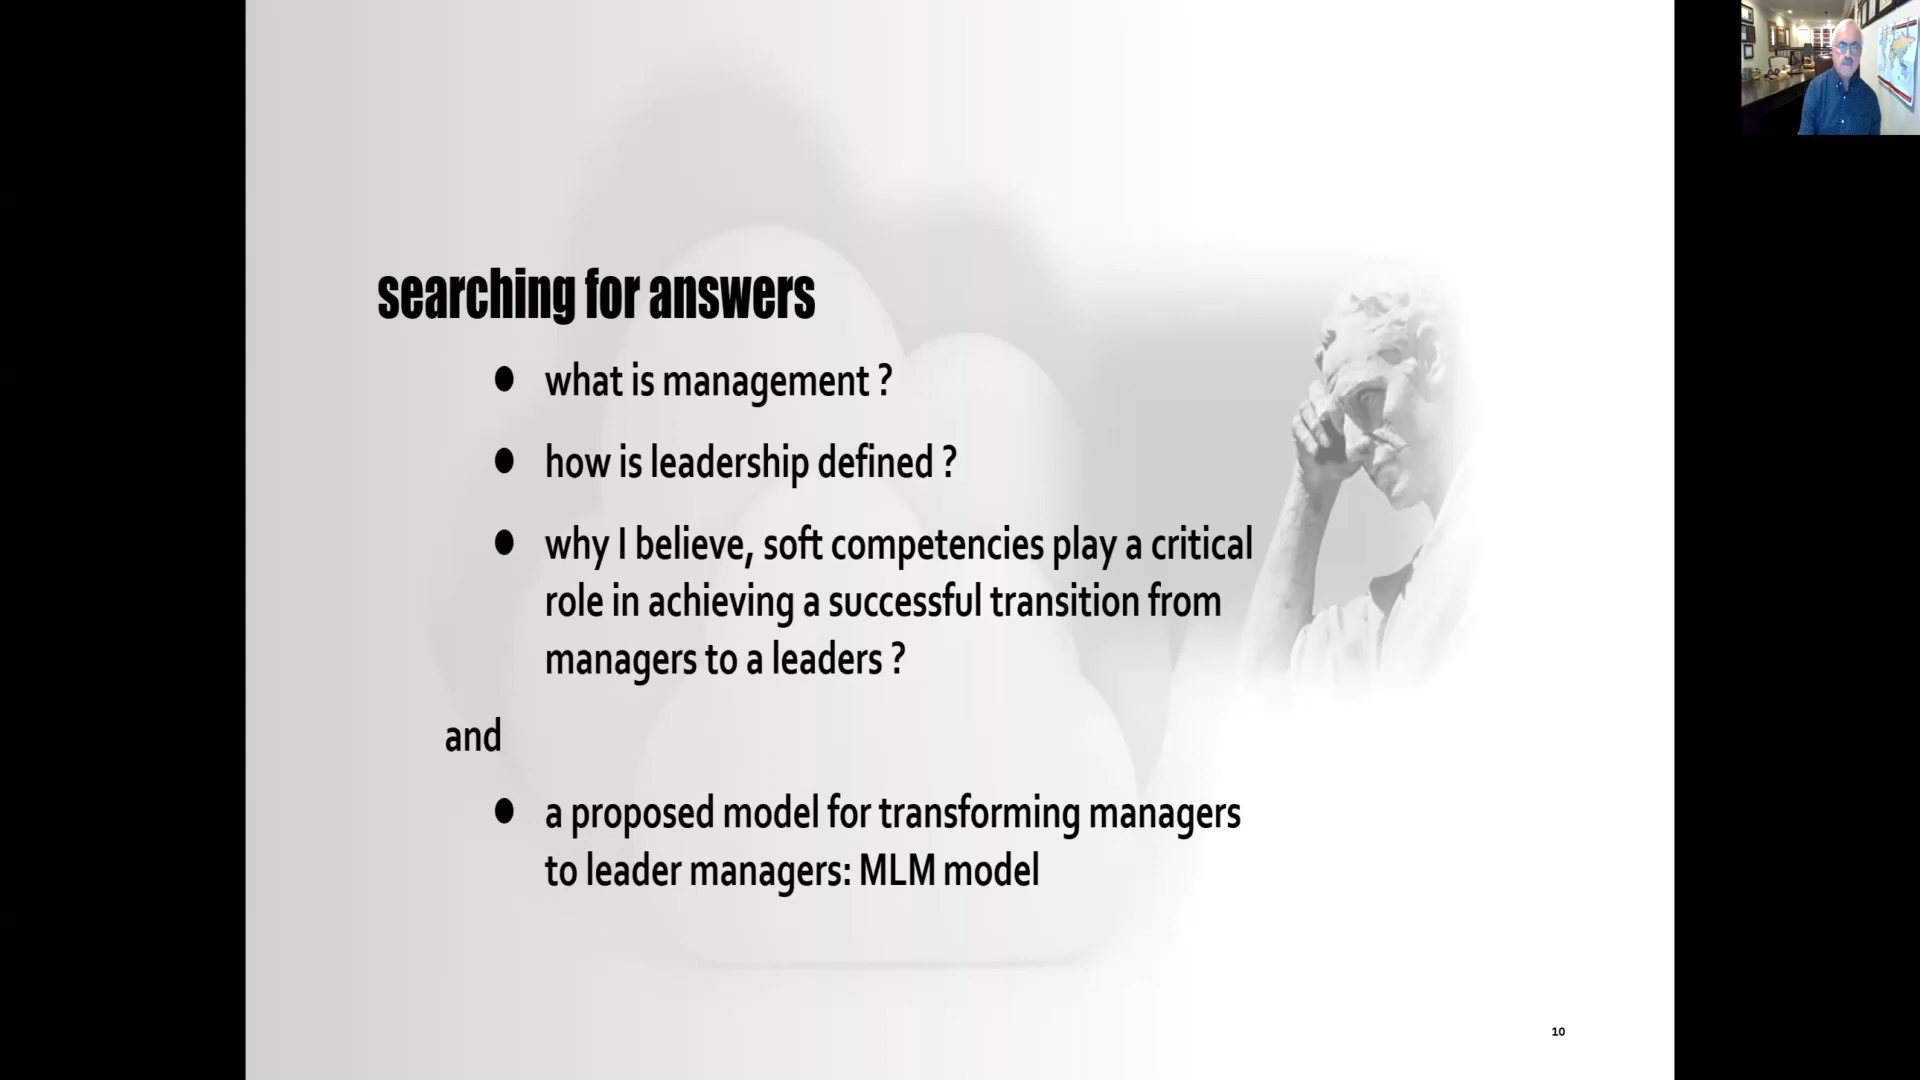 searching for answers
● what is management ?
● how is leadership defined ?
● why I believe, soft competencies play a critical
role in achieving a successful transition from
managers to a leaders ?
and
● a proposed model for transforming managers
to leader managers: MLM model
10